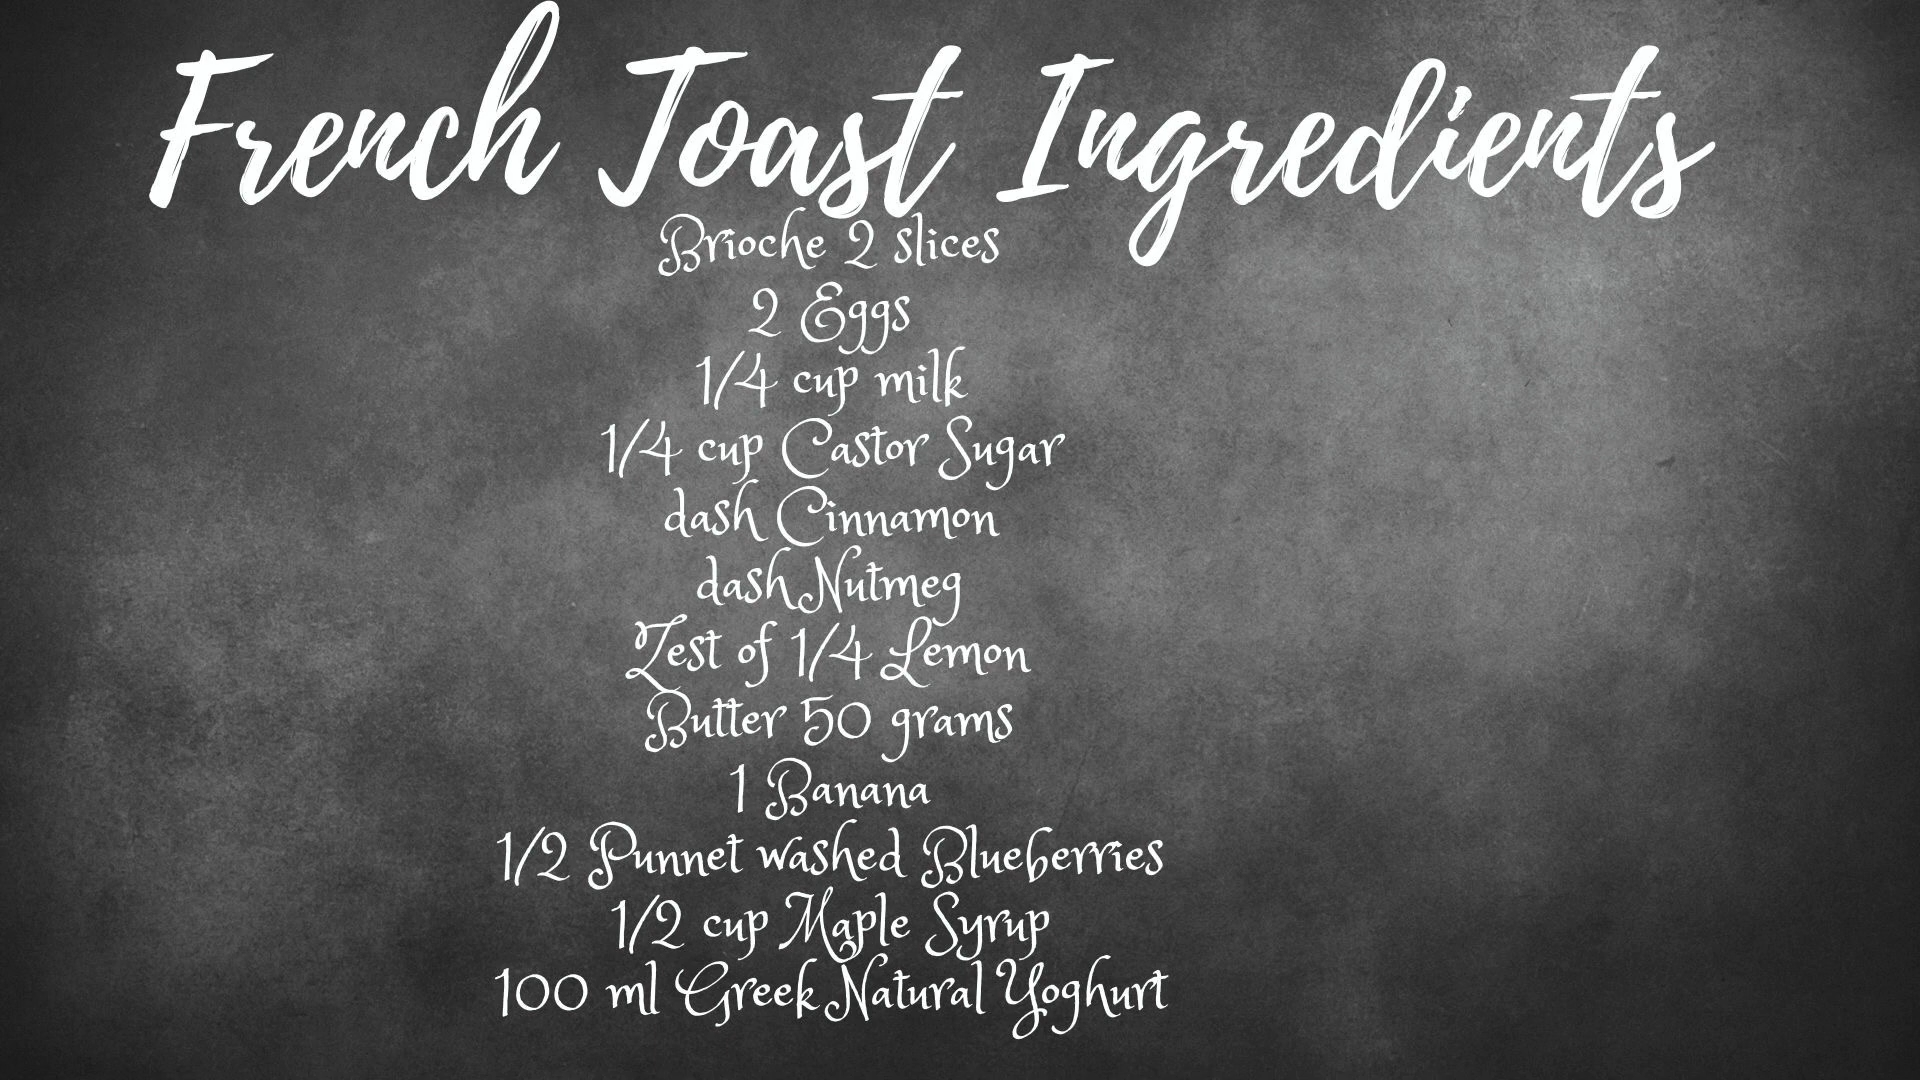 French Toast Ingredients
Brioche 2 slices
2 Eggs
1/4 cup milk
1/4 cup Castor Sugar
dash Cinnamon
dash Nutmeg
Zest of 1/4 Lemon
Butter 50 grams
1 Banana
1/2 Punnet washed Blueberries
1/2 cup Maple Syrup
100 ml Greek Natural Yoghurt